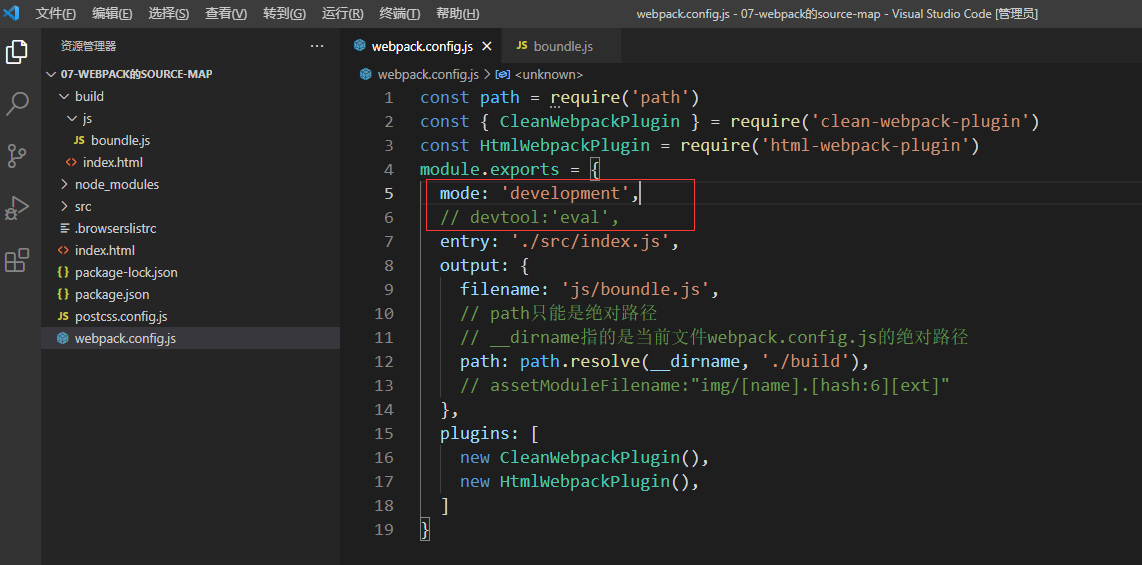 文件(F) 编辑(E) 选择(S) 查看(V) 转到(G) 运行(R) 终端(T) 帮助(H) webpack.config.js - 07-webpack的source-map - Visual Studio Code [管理员]
资源管理器 ···
07-WEBPACK的SOURCE-MAP
build
js
JS boundle.js
<> index.html
node_modules
src
.browserslistrc
<> index.html
{} package-lock.json
{} package.json
JS postcss.config.js
webpack.config.js
webpack.config.js × JS boundle.js
webpack.config.js > <unknown>
1 const path = require('path')
2 const { CleanWebpackPlugin } = require('clean-webpack-plugin')
3 const HtmlWebpackPlugin = require('html-webpack-plugin')
4 module.exports = {
5 mode: 'development',
6 // devtool:'eval',
7 entry: './src/index.js',
8 output: {
9 filename: 'js/boundle.js',
10 // path只能是绝对路径
11 // __dirname指的是当前文件webpack.config.js的绝对路径
12 path: path.resolve(__dirname, './build'),
13 // assetModuleFilename:"img/[name].[hash:6][ext]"
14 },
15 plugins: [
16 new CleanWebpackPlugin(),
17 new HtmlWebpackPlugin(),
18 ]
19 }